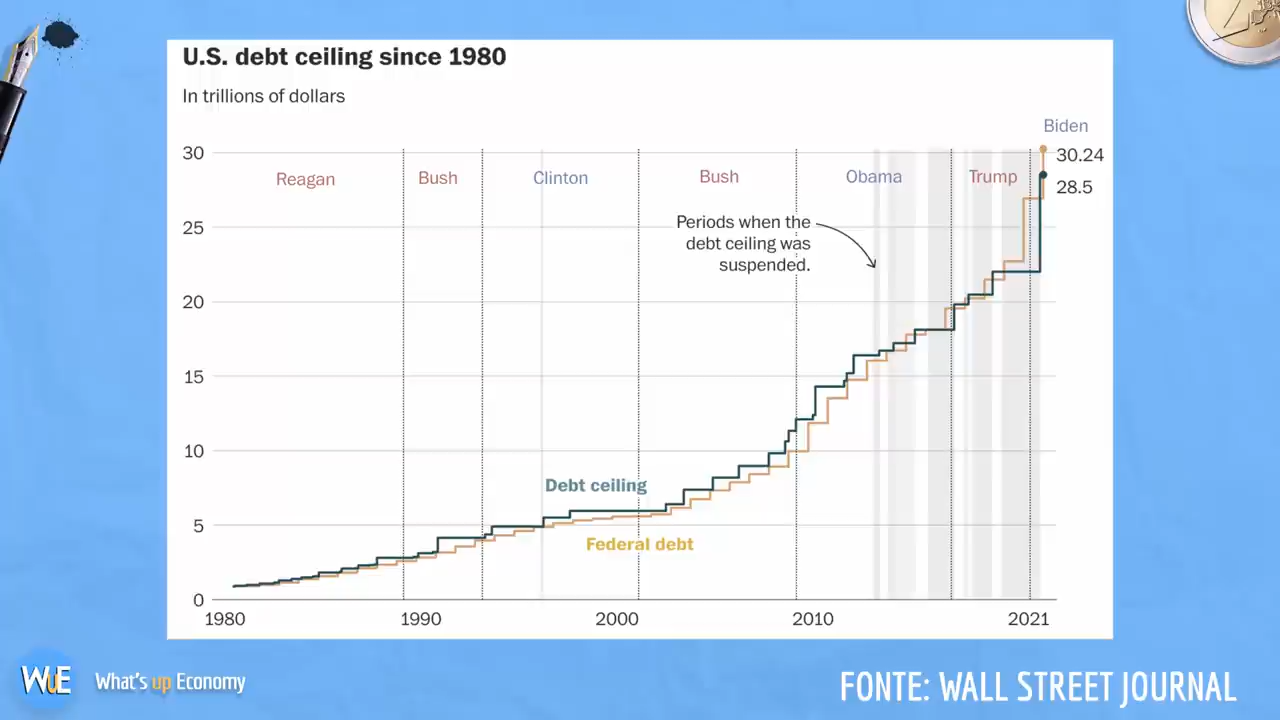 U.S. debt ceiling since 1980
In trillions of dollars
Biden
30
30.24
28.5
Reagan
Bush
Clinton
Bush
Obama
Trump
Periods when the
debt ceiling was
suspended.
25
20
15
10
5
0
Debt ceiling
Federal debt
1980
1990
2000
2010
2021
WUE
What's up Economy
FONTE: WALL STREET JOURNAL